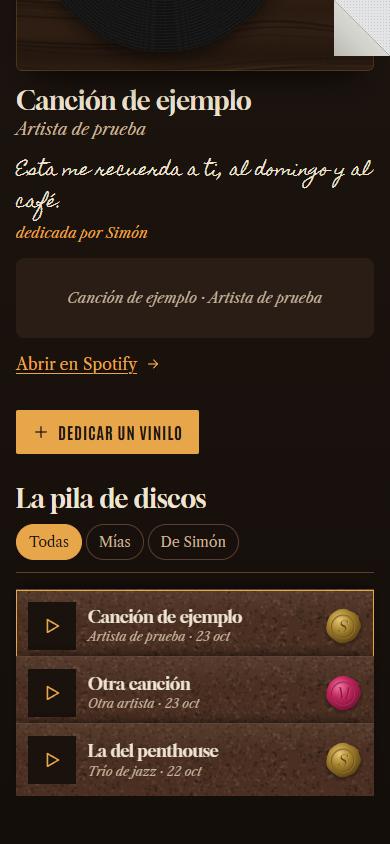 Canción de ejemplo
Artista de prueba
Esta me recuerda a ti, al domingo y al
café.
dedicada por Simón
Canción de ejemplo · Artista de prueba
Abrir en Spotify →
+ DEDICAR UN VINILO
La pila de discos
Todas Mías De Simón
Canción de ejemplo
Artista de prueba · 23 oct
S
Otra canción
Otra artista · 23 oct
M
La del penthouse
Trío de jazz · 22 oct
S